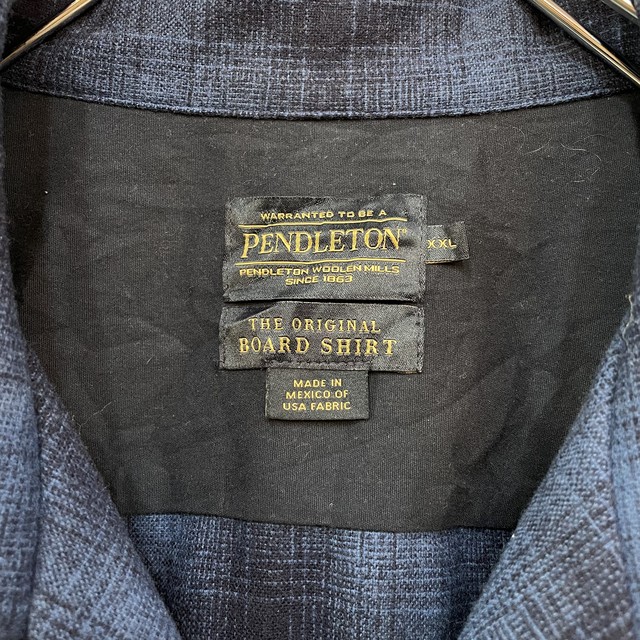 WARRANTED TO BE A
PENDLETON®
XXL
PENDLETON WOOLEN MILLS
SINCE 1863
THE ORIGINAL
BOARD SHIRT
MADE IN
MEXICO OF
USA FABRIC